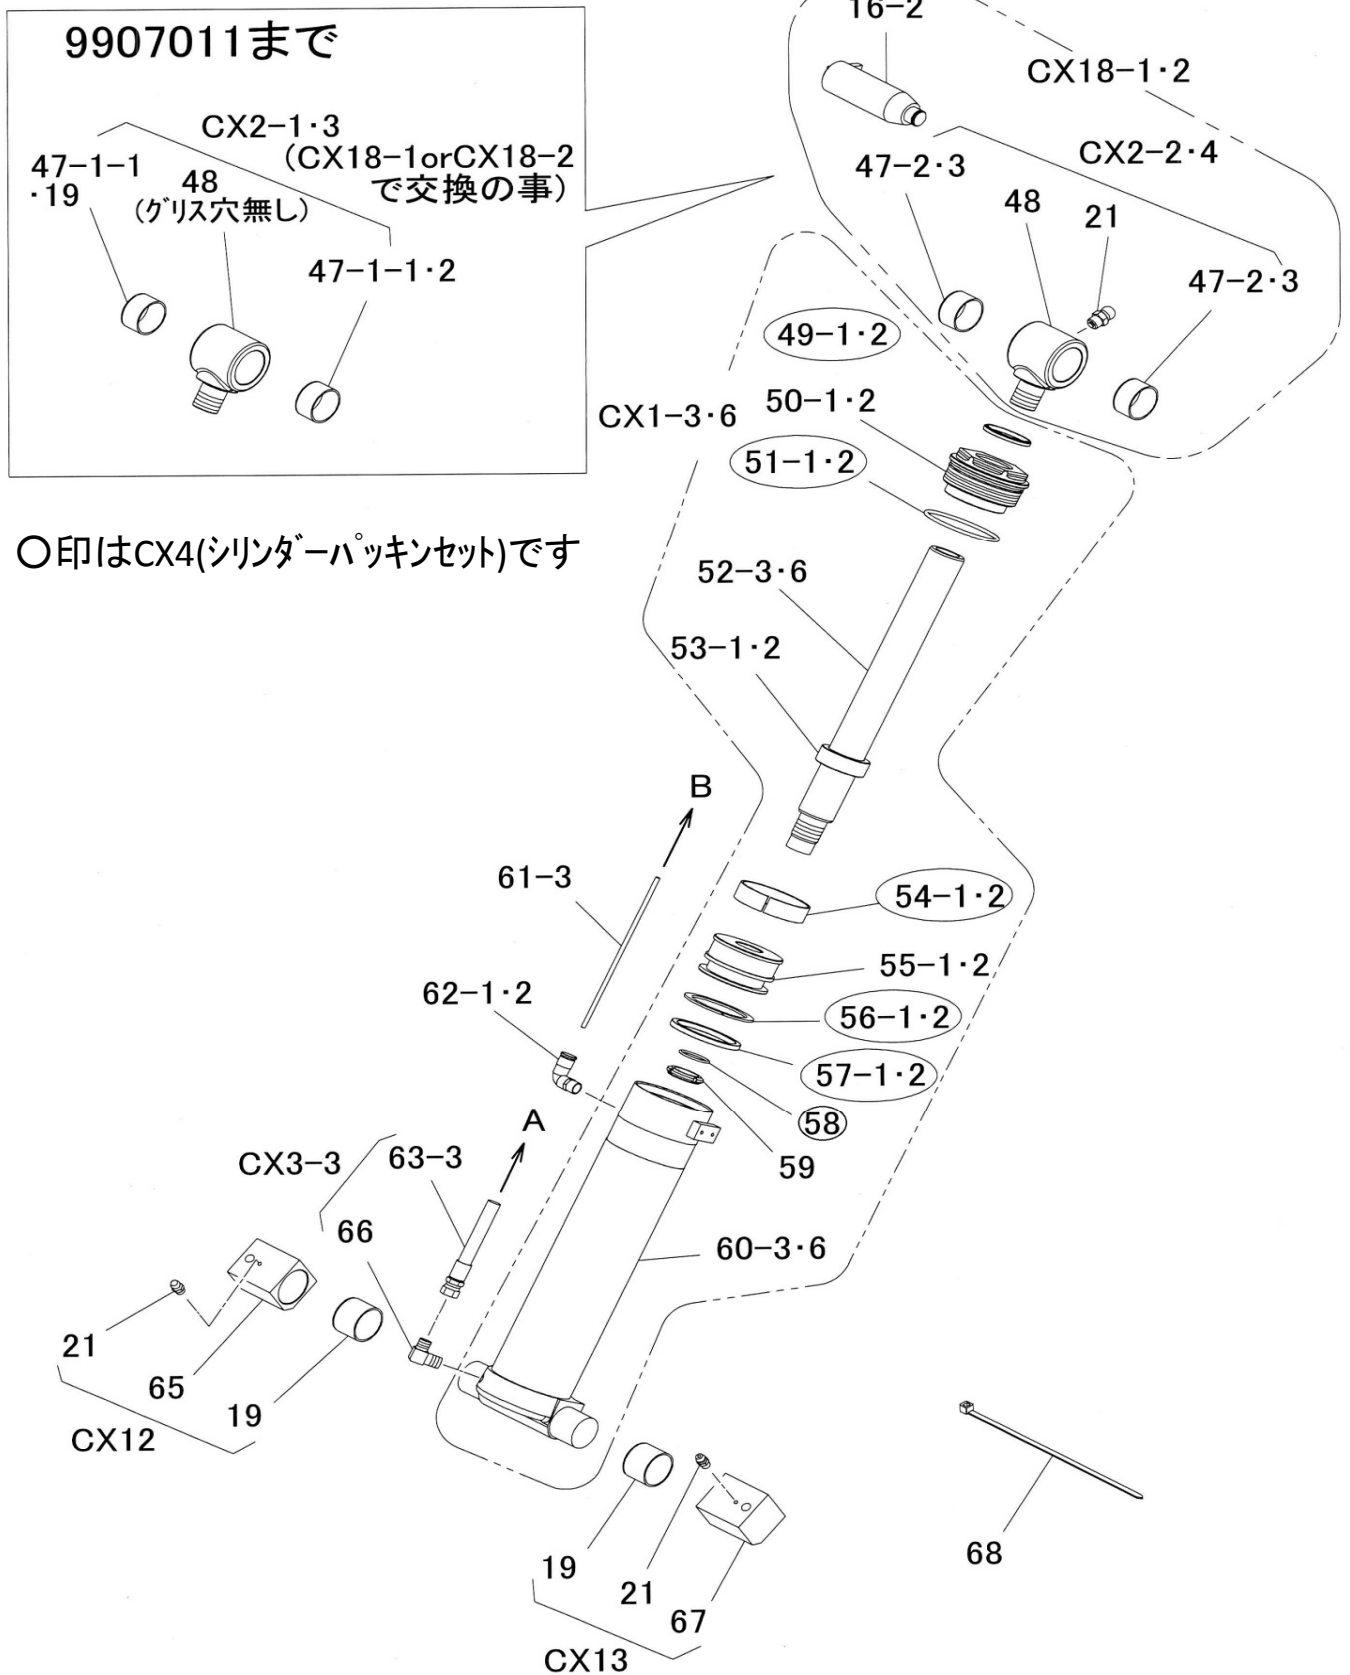 9907011まで
CX2-1・3
(CX18-1orCX18-2
で交換の事)
47-1-1
・19
48
(グリス穴無し)
47-1-1・2
16-2
CX18-1・2
47-2・3
CX2-2・4
48
21
47-2・3
49-1・2
CX1-3・6
50-1・2
51-1・2
〇印はCX4(シリンダーパッキンセット)です
52-3・6
53-1・2
B
61-3
54-1・2
55-1・2
62-1・2
56-1・2
57-1・2
58
59
A
CX3-3
63-3
66
60-3・6
21
65
19
CX12
19
21
67
CX13
68